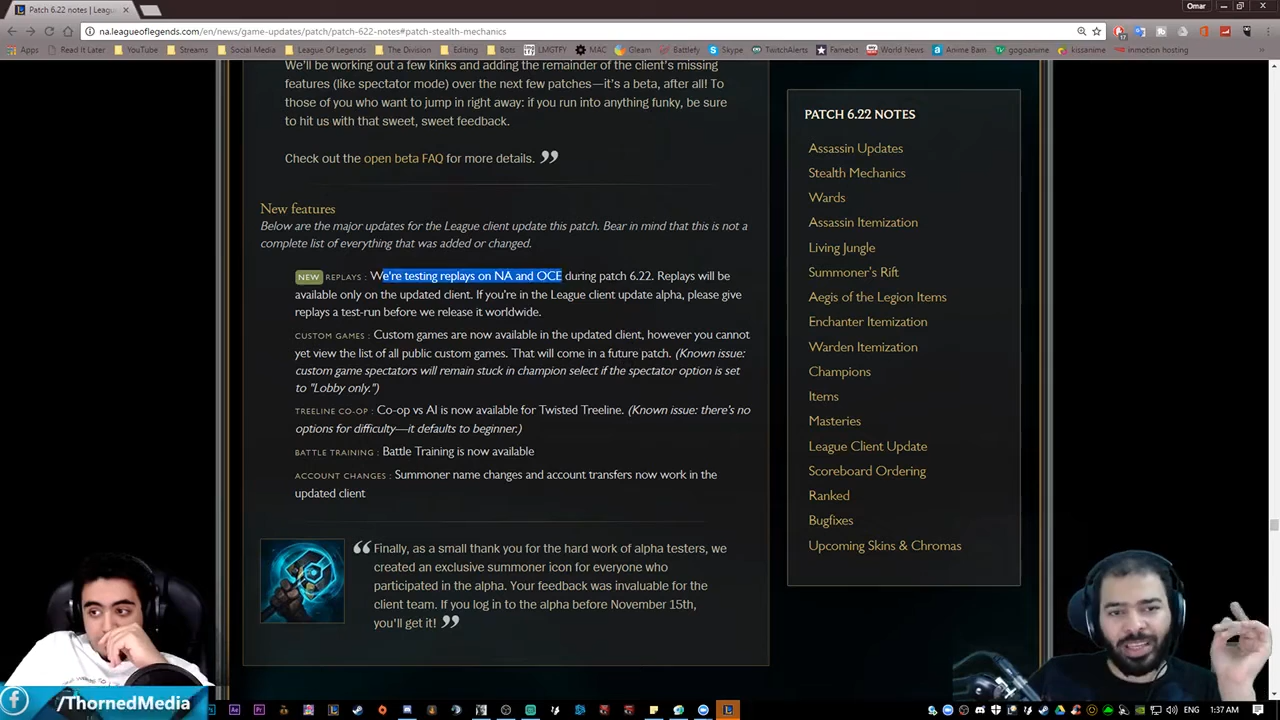 Patch 6.22 notes | Leagu
Omar
na.leagueoflegends.com/en/news/game-updates/patch/patch-6.22-notes#patch-stealth-mechanics
Apps Read it Later YouTube Streams Social Media League Of Legends The Division Editing Bots LMGTFY MAC Gleam Battlefy Skype TwitchAlerts Famebit World News Anime Bam gogoanime kissanime inmotion hosting
We'll be working out a few kinks and adding the remainder of the client's missing
features (like spectator mode) over the next few patches—it's a beta, after all! To
those of you who want to jump in right away: if you run into anything funky, be sure
to hit us with that sweet, sweet feedback.
Check out the open beta FAQ for more details. ”
New features
Below are the major updates for the League client update this patch. Bear in mind that this is not a
complete list of everything that was added or changed.
NEW REPLAYS : We're testing replays on NA and OCE during patch 6.22. Replays will be
available only on the updated client. If you're in the League client update alpha, please give
replays a test-run before we release it worldwide.
CUSTOM GAMES : Custom games are now available in the updated client, however you cannot
yet view the list of all public custom games. That will come in a future patch. (Known issue:
custom game spectators will remain stuck in champion select if the spectator option is set
to "Lobby only.")
TREELINE CO-OP : Co-op vs AI is now available for Twisted Treeline. (Known issue: there's no
options for difficulty—it defaults to beginner.)
BATTLE TRAINING : Battle Training is now available
ACCOUNT CHANGES : Summoner name changes and account transfers now work in the
updated client
“ Finally, as a small thank you for the hard work of alpha testers, we
created an exclusive summoner icon for everyone who
participated in the alpha. Your feedback was invaluable for the
client team. If you log in to the alpha before November 15th,
you'll get it! ”
PATCH 6.22 NOTES
Assassin Updates
Stealth Mechanics
Wards
Assassin Itemization
Living Jungle
Summoner's Rift
Aegis of the Legion Items
Enchanter Itemization
Warden Itemization
Champions
Items
Masteries
League Client Update
Scoreboard Ordering
Ranked
Bugfixes
Upcoming Skins & Chromas
/ThornedMedia
ENG 1:37 AM